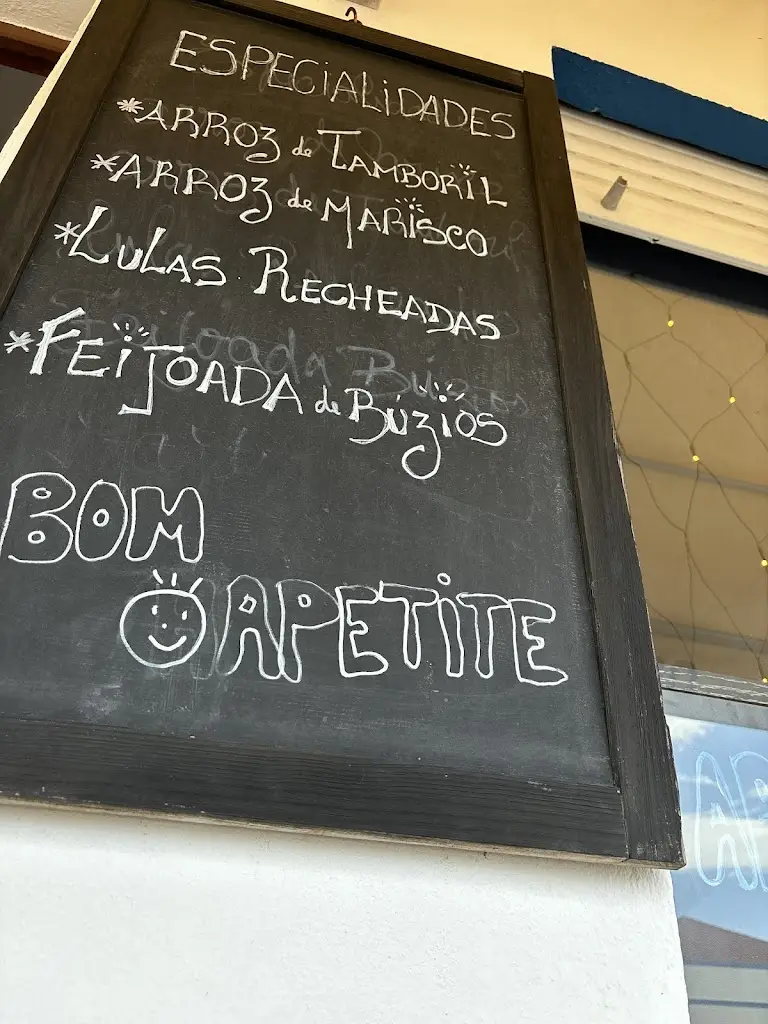 ESPECIALIDADES
*ARROZ de TAMBORIL
*ARROZ de MARISCO
*LULAS RECHEADAS
*FEIJOADA de BÚZIOS
BOM
APETITE